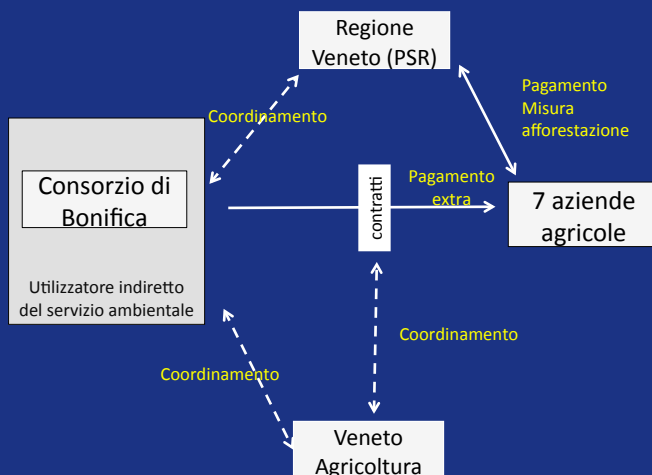 Regione
Veneto (PSR)
Coordinamento
Pagamento
Misura
afforestazione
Consorzio di
Bonifica
Utilizzatore indiretto
del servizio ambientale
contratti
Pagamento
extra
7 aziende
agricole
Coordinamento
Coordinamento
Veneto
Agricoltura